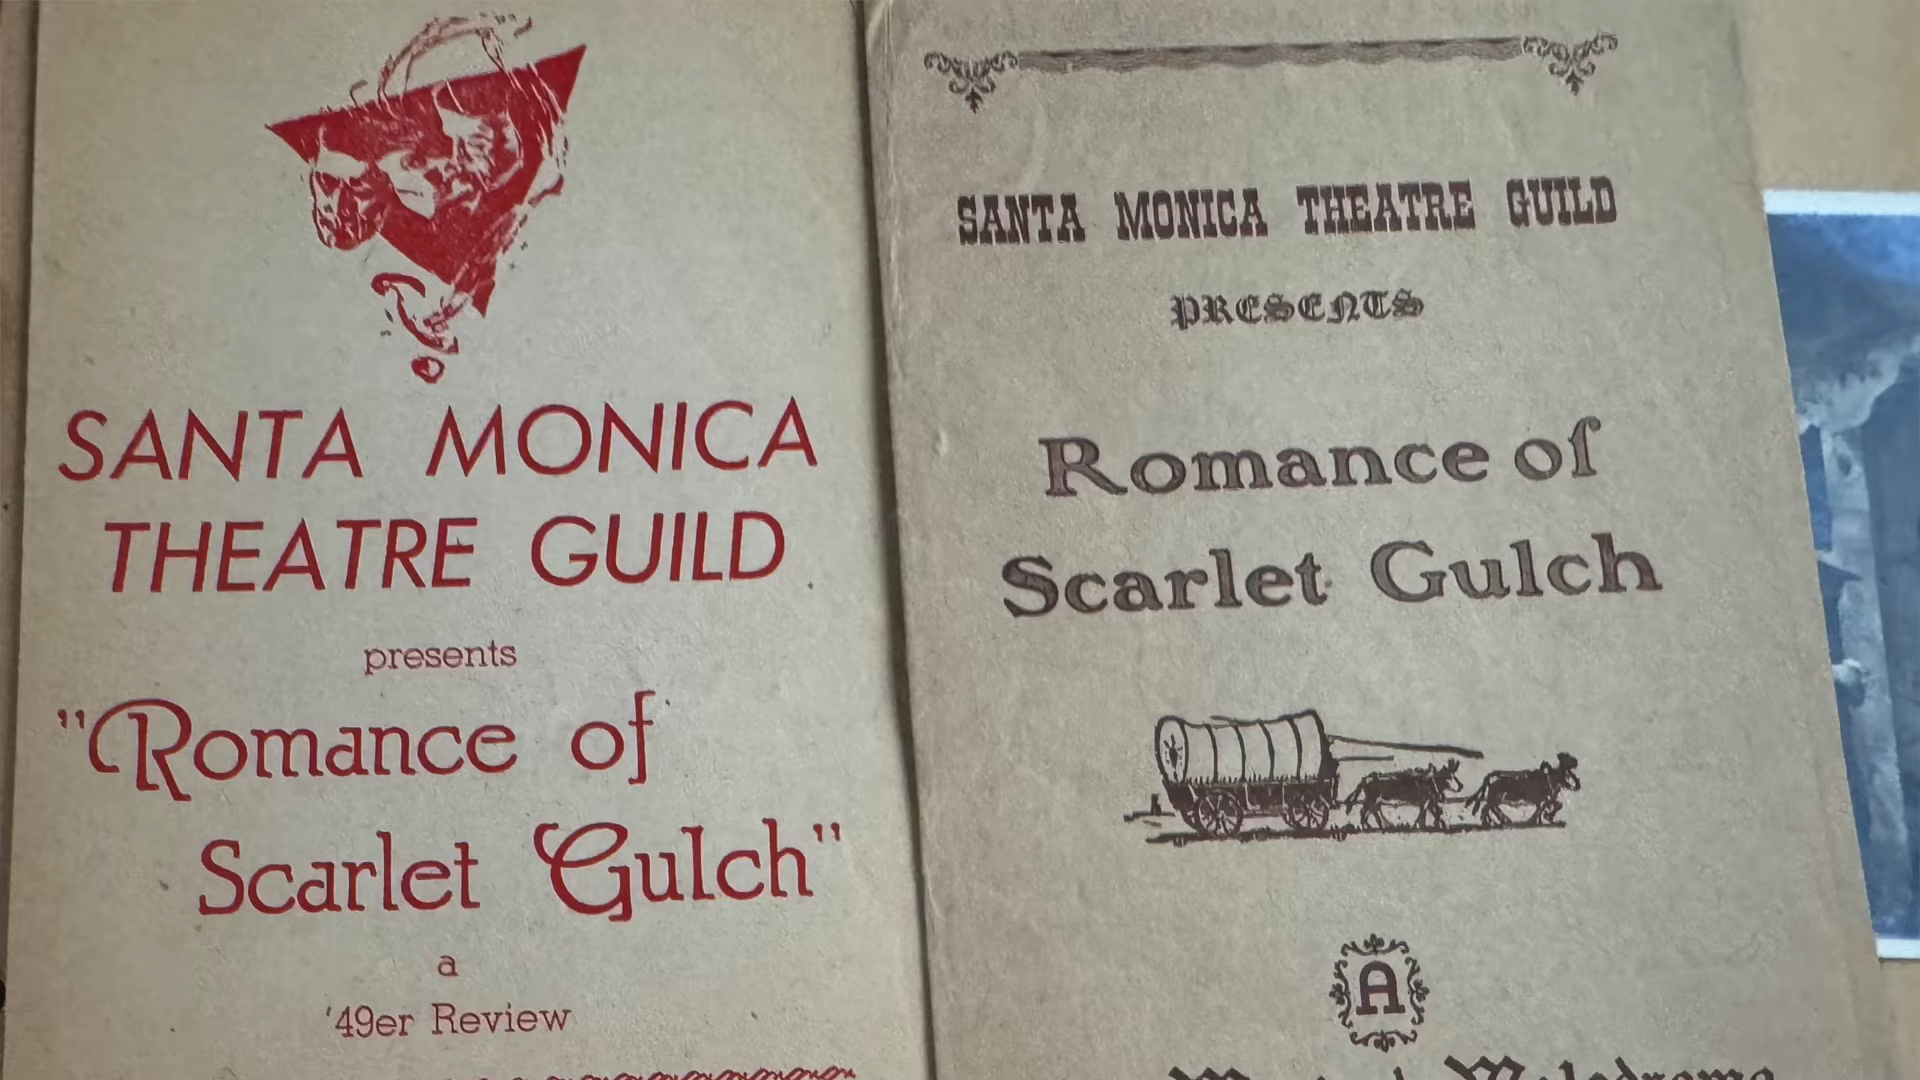 SANTA MONICA
THEATRE GUILD
presents
"Romance of
Scarlet Gulch"
a
'49er Review
SANTA MONICA THEATRE GUILD
PRESENTS
Romance of
Scarlet Gulch
A
Melodrama